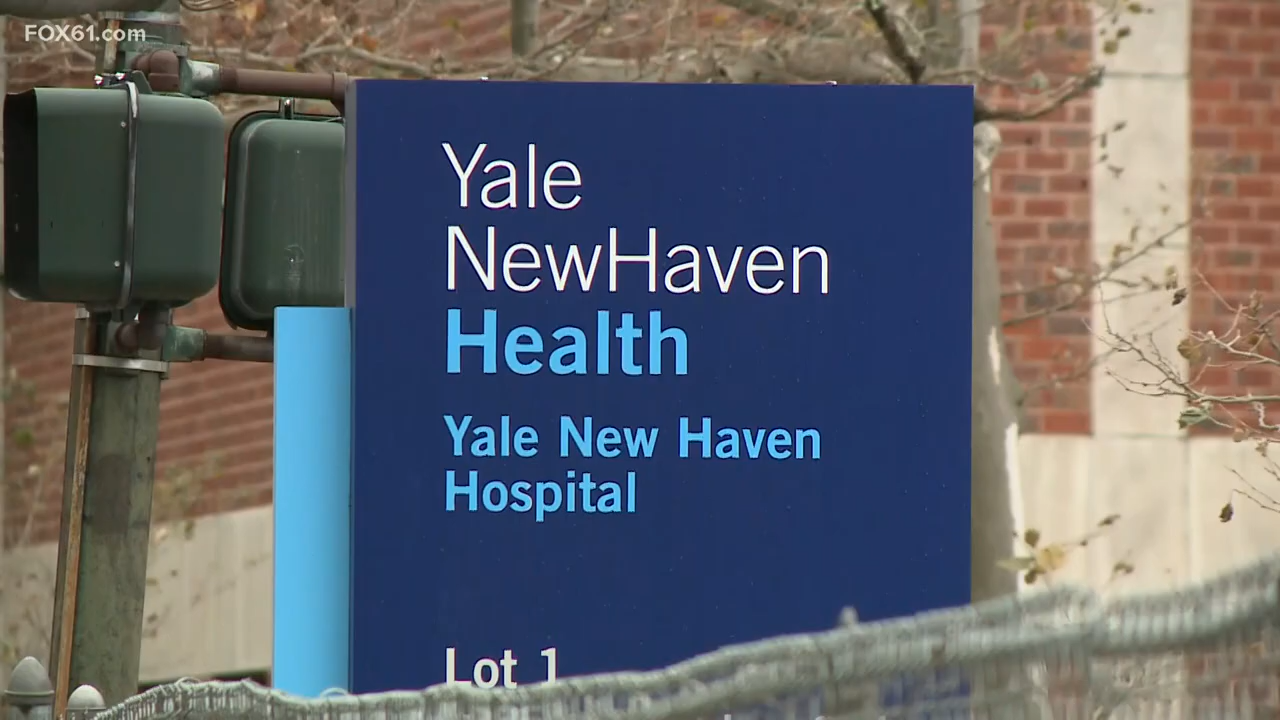 FOX61.com
Yale
NewHaven
Health
Yale New Haven
Hospital
Lot 1